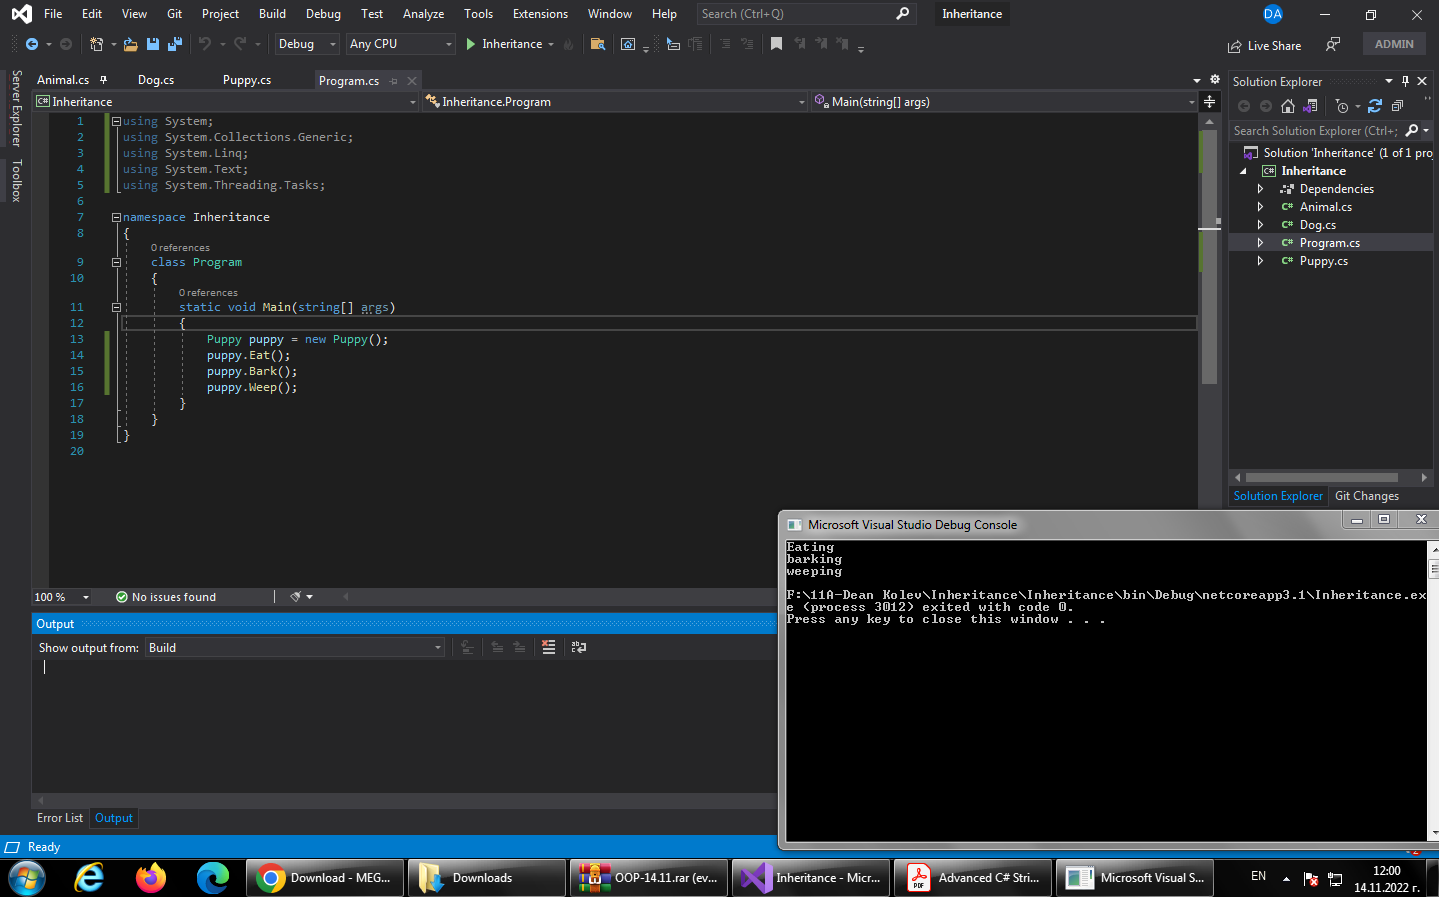 File Edit View Git Project Build Debug Test Analyze Tools Extensions Window Help Search (Ctrl+Q) Inheritance DA
Debug Any CPU Inheritance Live Share ADMIN
Server Explorer
Toolbox
Animal.cs Dog.cs Puppy.cs Program.cs
Inheritance Inheritance.Program Main(string[] args)
1 using System;
2 using System.Collections.Generic;
3 using System.Linq;
4 using System.Text;
5 using System.Threading.Tasks;
6
7 namespace Inheritance
8 {
0 references
9 class Program
10 {
0 references
11 static void Main(string[] args)
12 {
13 Puppy puppy = new Puppy();
14 puppy.Eat();
15 puppy.Bark();
16 puppy.Weep();
17 }
18 }
19 }
20
100 % No issues found
Output
Show output from: Build
Error List Output
Ready
Solution Explorer
Search Solution Explorer (Ctrl+;
Solution 'Inheritance' (1 of 1 proj
C# Inheritance
Dependencies
C# Animal.cs
C# Dog.cs
C# Program.cs
C# Puppy.cs
Solution Explorer Git Changes
Microsoft Visual Studio Debug Console
Eating
barking
weeping
F:\11A-Dean Kolev\Inheritance\Inheritance\bin\Debug\netcoreapp3.1\Inheritance.ex
e (process 3012) exited with code 0.
Press any key to close this window . . .
Download - MEG... Downloads OOP-14.11.rar (ev... Inheritance - Micr... PDF Advanced C# Stri... Microsoft Visual S... EN 12:00
14.11.2022 г.